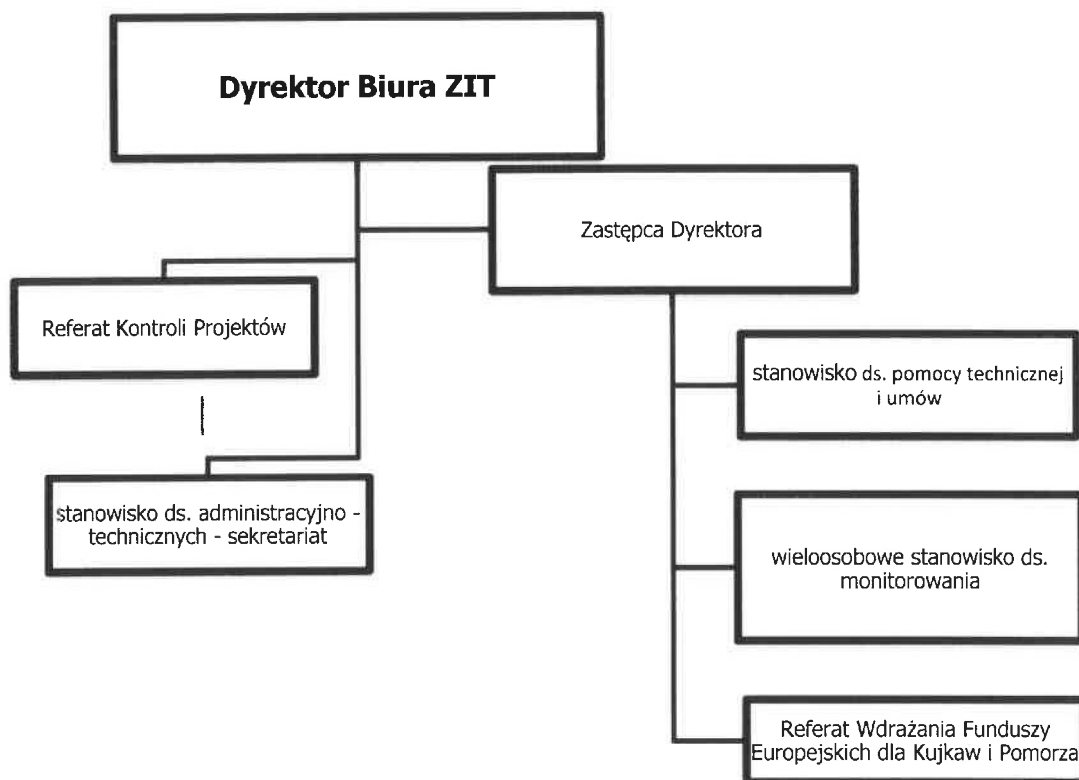 Dyrektor Biura ZIT
Zastępca Dyrektora
Referat Kontroli Projektów
stanowisko ds. administracyjno -
technicznych - sekretariat
stanowisko ds. pomocy technicznej
i umów
wieloosobowe stanowisko ds.
monitorowania
Referat Wdrażania Funduszy
Europejskich dla Kujkaw i Pomorza